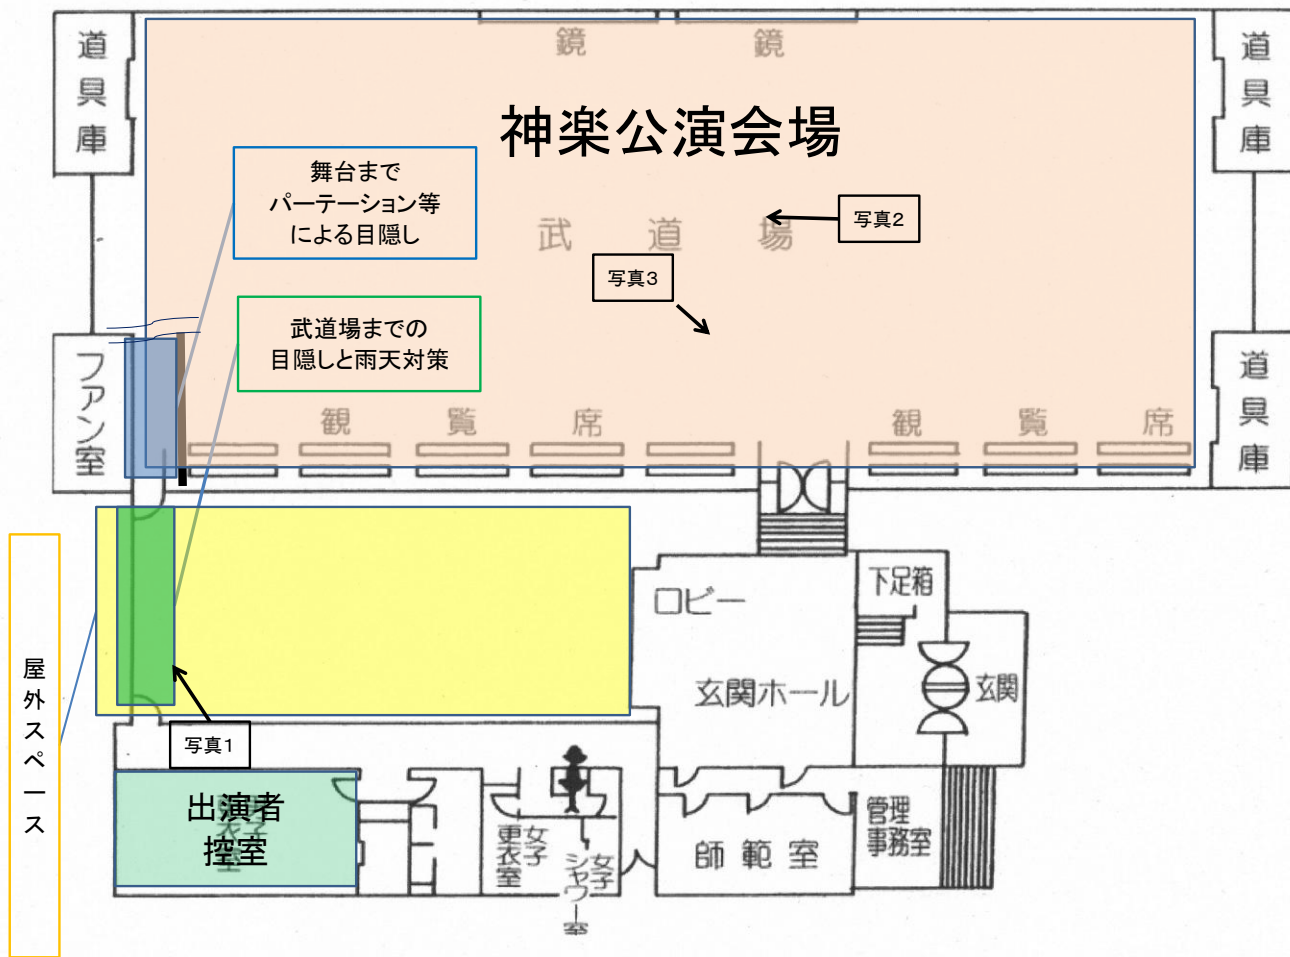 鏡
鏡
道具庫
道具庫
神楽公演会場
舞台まで
パーテーション等
による目隠し
写真2
武道場
写真3
武道場までの
目隠しと雨天対策
ファン室
道具庫
観覧席
観覧席
屋外スペース
ロビー
下足箱
玄関ホール
玄関
写真1
出演者
控室
女子
更衣室
女子
シャワー室
師範室
管理
事務室